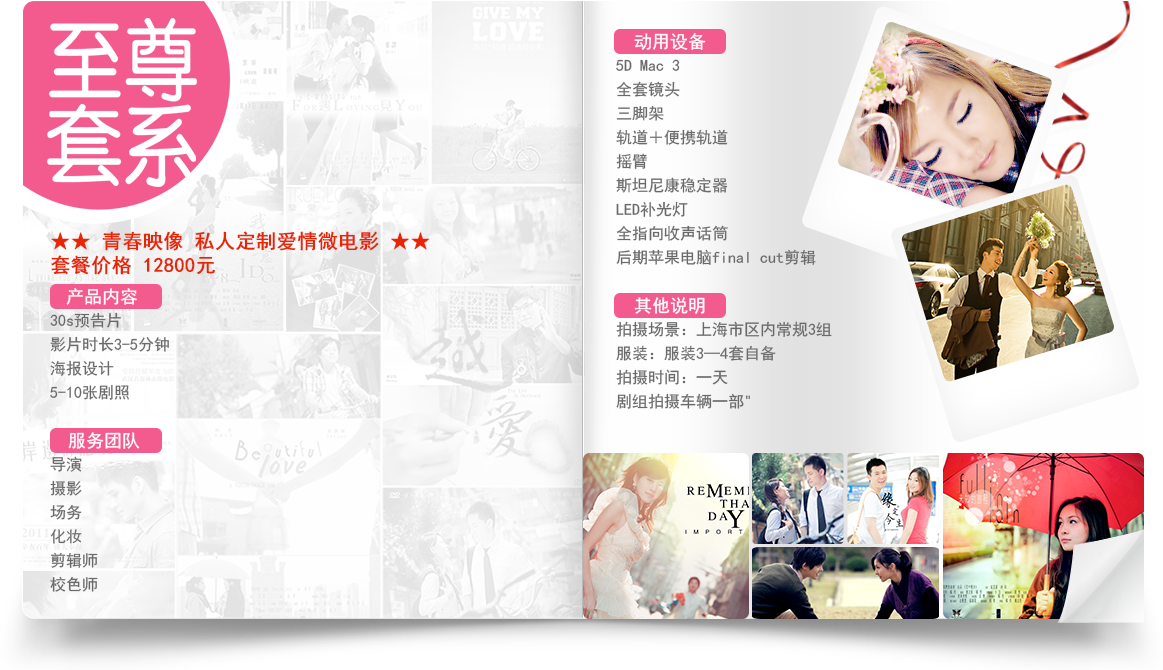 至尊
套系
★★ 青春映像 私人定制爱情微电影 ★★
套餐价格 12800元
产品内容
30s预告片
影片时长3-5分钟
海报设计
5-10张剧照
服务团队
导演
摄影
场务
化妆
剪辑师
校色师
GIVE MY
LOVE
Beautiful
love
越
爱
动用设备
5D Mac 3
全套镜头
三脚架
轨道＋便携轨道
摇臂
斯坦尼康稳定器
LED补光灯
全指向收声话筒
后期苹果电脑final cut剪辑
其他说明
拍摄场景：上海市区内常规3组
服装：服装3—4套自备
拍摄时间：一天
剧组拍摄车辆一部"
REMEM
THA
DAY
IMPORT
缘定
今生